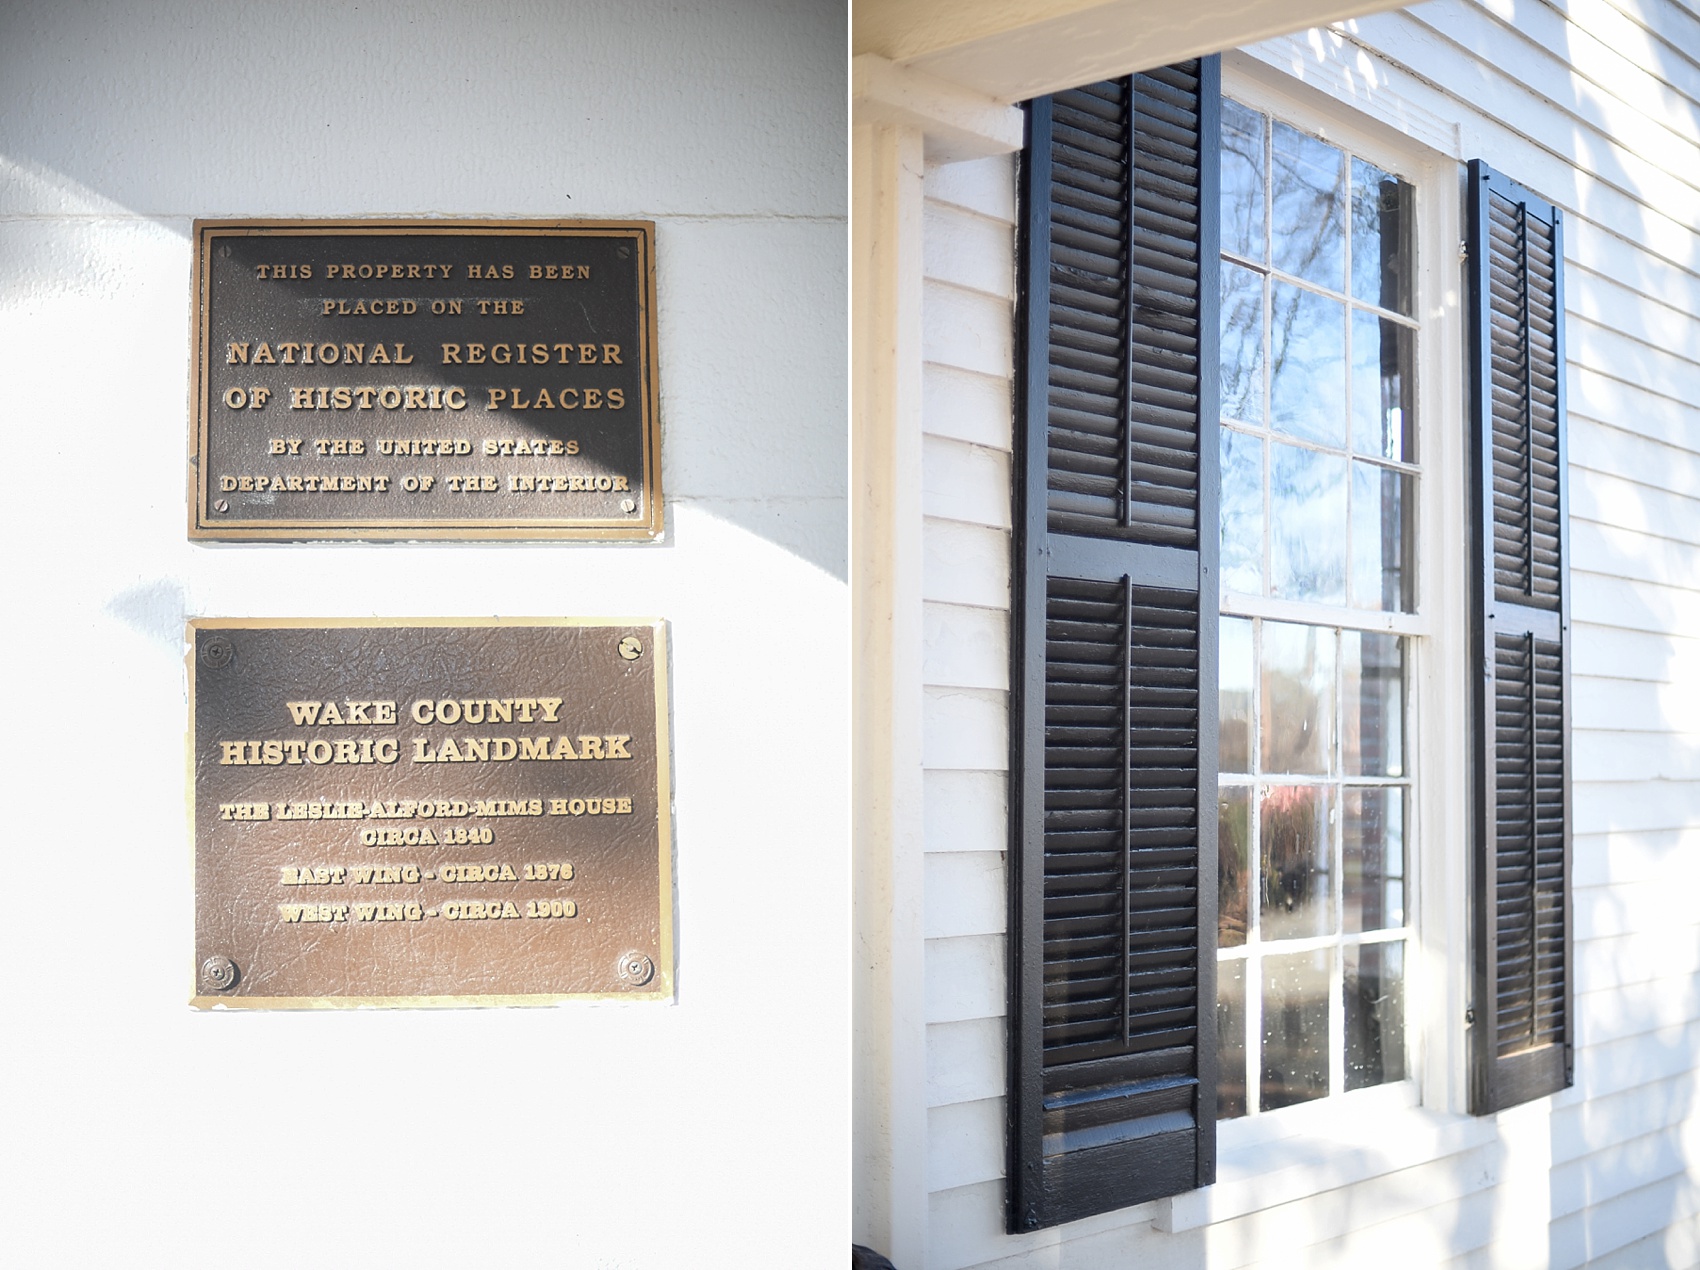 THIS PROPERTY HAS BEEN
PLACED ON THE
NATIONAL REGISTER
OF HISTORIC PLACES
BY THE UNITED STATES
DEPARTMENT OF THE INTERIOR
WAKE COUNTY
HISTORIC LANDMARK
THE LESLIE-ALFORD-MIMS HOUSE
CIRCA 1840
EAST WING - CIRCA 1876
WEST WING - CIRCA 1900